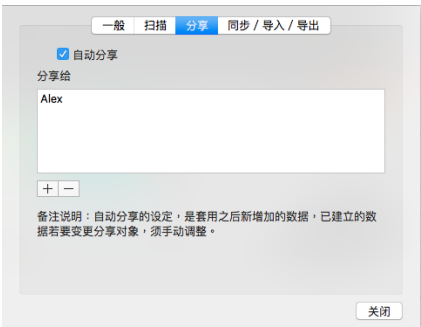 一般 扫描 分享 同步 / 导入 / 导出
自动分享
分享给
Alex
+ −
备注说明：自动分享的设定，是套用之后新增加的数据，已建立的数
据若要变更分享对象，须手动调整。
关闭